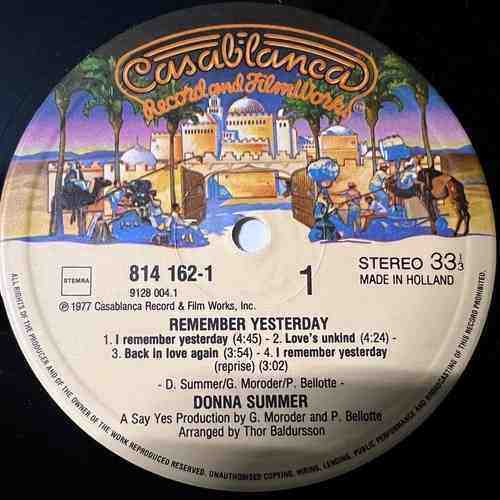 Casablanca
Record and FilmWorks
STEMRA
814 162-1
9128 004.1
1
STEREO 33 1/3
MADE IN HOLLAND
℗ 1977 Casablanca Record & Film Works, Inc.
REMEMBER YESTERDAY
1. I remember yesterday (4:45) - 2. Love's unkind (4:24) -
3. Back in love again (3:54) - 4. I remember yesterday
(reprise) (3:02)
- D. Summer/G. Moroder/P. Bellotte -
DONNA SUMMER
A Say Yes Production by G. Moroder and P. Bellotte
Arranged by Thor Baldursson
ALL RIGHTS OF THE PRODUCER AND OF THE OWNER OF THE WORK REPRODUCED RESERVED. UNAUTHORISED COPYING, HIRING, LENDING, PUBLIC PERFORMANCE AND BROADCASTING OF THIS RECORD PROHIBITED.